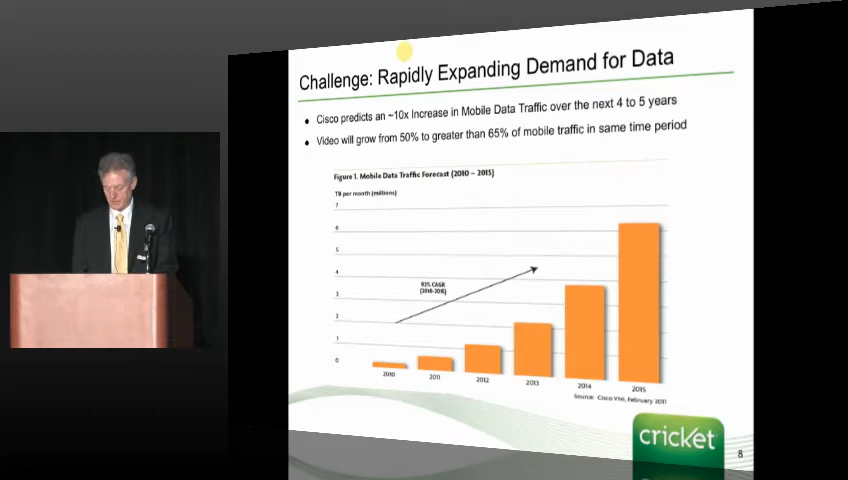 Challenge: Rapidly Expanding Demand for Data
• Cisco predicts an ~10x Increase in Mobile Data Traffic over the next 4 to 5 years
• Video will grow from 50% to greater than 65% of mobile traffic in same time period
Figure 1. Mobile Data Traffic Forecast (2010 – 2015)
TB per month (millions)
7
6
5
4
3
2
1
0
92% CAGR
(2010-2015)
2010 2011 2012 2013 2014 2015
Source: Cisco VNI, February 2011
cricket
8